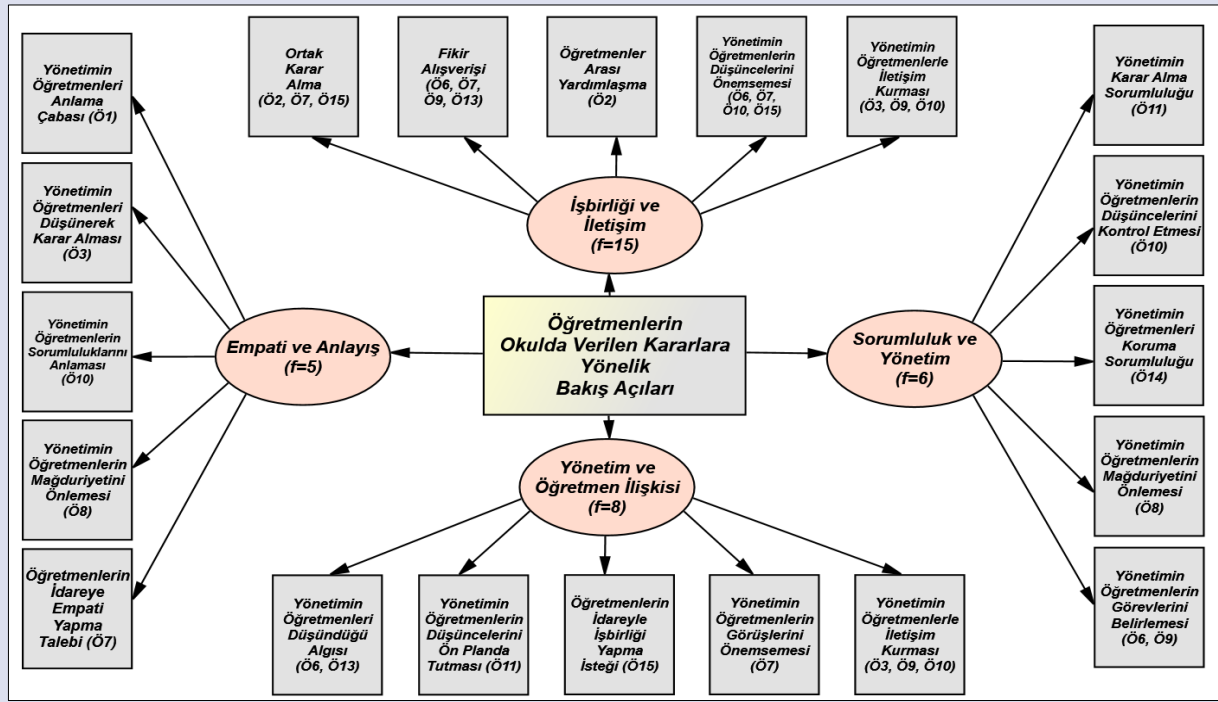 Yönetimin
Öğretmenleri
Anlama
Çabası (Ö1)
Ortak
Karar
Alma
(Ö2, Ö7, Ö15)
Fikir
Alışverişi
(Ö6, Ö7,
Ö9, Ö13)
Öğretmenler
Arası
Yardımlaşma
(Ö2)
Yönetimin
Öğretmenlerin
Düşüncelerini
Önemsemesi
(Ö6, Ö7,
Ö10, Ö15)
Yönetimin
Öğretmenlerle
İletişim
Kurması
(Ö3, Ö9, Ö10)
Yönetimin
Karar Alma
Sorumluluğu
(Ö11)
Yönetimin
Öğretmenleri
Düşünerek
Karar Alması
(Ö3)
İşbirliği ve
İletişim
(f=15)
Yönetimin
Öğretmenlerin
Düşüncelerini
Kontrol Etmesi
(Ö10)
Yönetimin
Öğretmenlerin
Sorumluluklarını
Anlaması
(Ö10)
Empati ve Anlayış
(f=5)
Öğretmenlerin
Okulda Verilen Kararlara
Yönelik
Bakış Açıları
Sorumluluk ve
Yönetim
(f=6)
Yönetimin
Öğretmenleri
Koruma
Sorumluluğu
(Ö14)
Yönetimin
Öğretmenlerin
Mağduriyetini
Önlemesi
(Ö8)
Yönetim ve
Öğretmen İlişkisi
(f=8)
Yönetimin
Öğretmenlerin
Mağduriyetini
Önlemesi
(Ö8)
Öğretmenlerin
İdareye
Empati
Yapma
Talebi (Ö7)
Yönetimin
Öğretmenleri
Düşündüğü
Algısı
(Ö6, Ö13)
Yönetimin
Öğretmenlerin
Düşüncelerini
Ön Planda
Tutması (Ö11)
Öğretmenlerin
İdareyle
İşbirliği
Yapma
İsteği (Ö15)
Yönetimin
Öğretmenlerin
Görüşlerini
Önemsemesi
(Ö7)
Yönetimin
Öğretmenlerle
İletişim
Kurması
(Ö3, Ö9, Ö10)
Yönetimin
Öğretmenlerin
Görevlerini
Belirlemesi
(Ö6, Ö9)